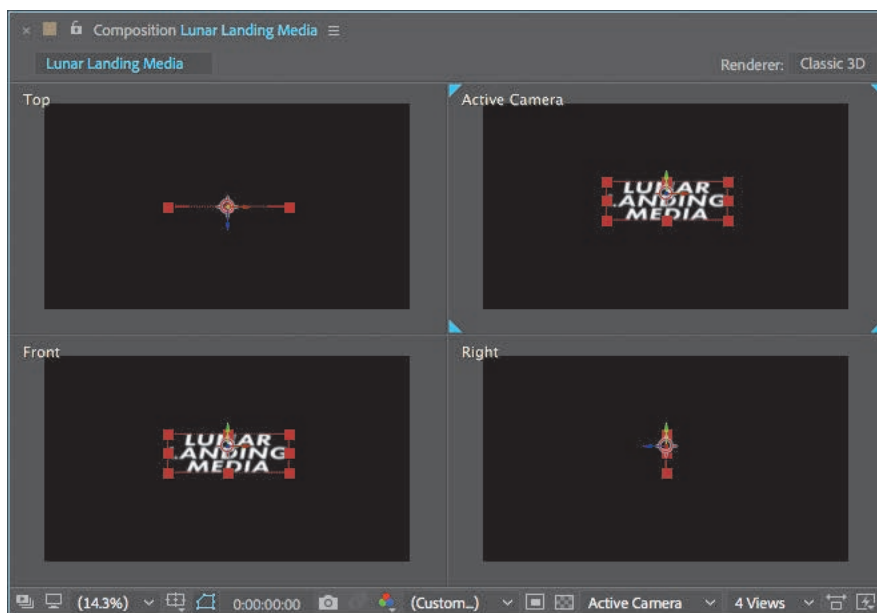 Composition Lunar Landing Media
Lunar Landing Media
Renderer: Classic 3D
Top
Active Camera
LUNAR
LANDING
MEDIA
Front
LUNAR
LANDING
MEDIA
Right
(14.3%) 0:00:00:00 (Custom...) Active Camera 4 Views